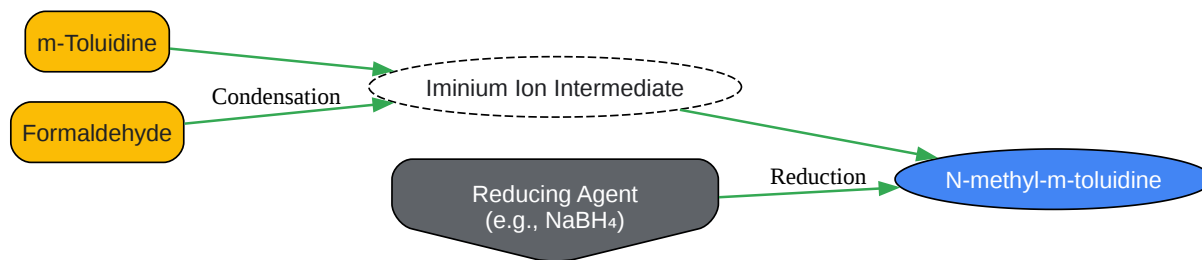 m-Toluidine
Condensation
Formaldehyde
Iminium Ion Intermediate
Reducing Agent
(e.g., NaBH₄)
Reduction
N-methyl-m-toluidine